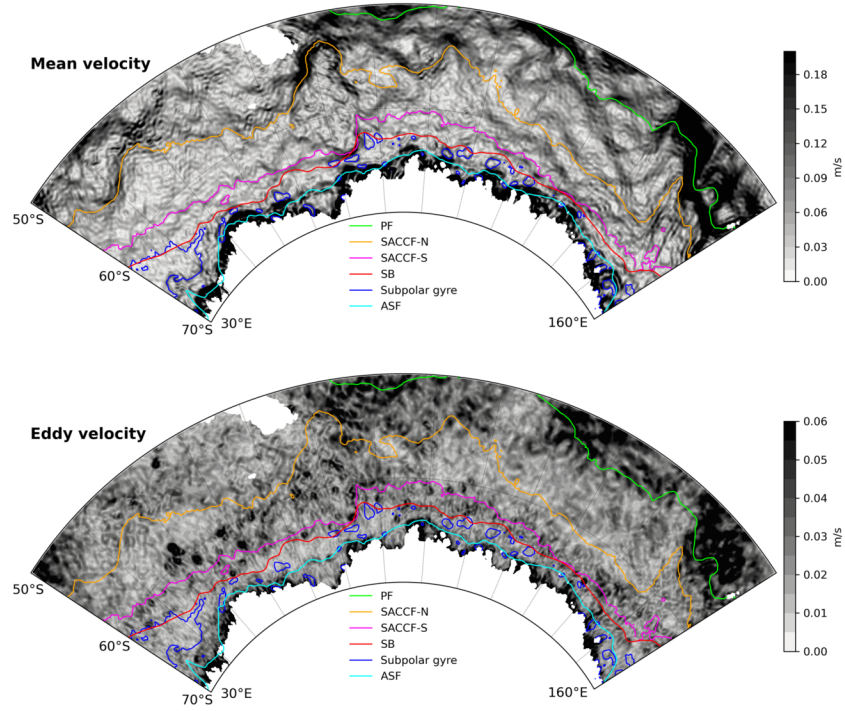 Mean velocity
50°S
60°S
70°S
30°E
160°E
PF
SACCF-N
SACCF-S
SB
Subpolar gyre
ASF
0.18
0.15
0.12
0.09
0.06
0.03
0.00
m/s
Eddy velocity
50°S
60°S
70°S
30°E
160°E
PF
SACCF-N
SACCF-S
SB
Subpolar gyre
ASF
0.06
0.05
0.04
0.03
0.02
0.01
0.00
m/s